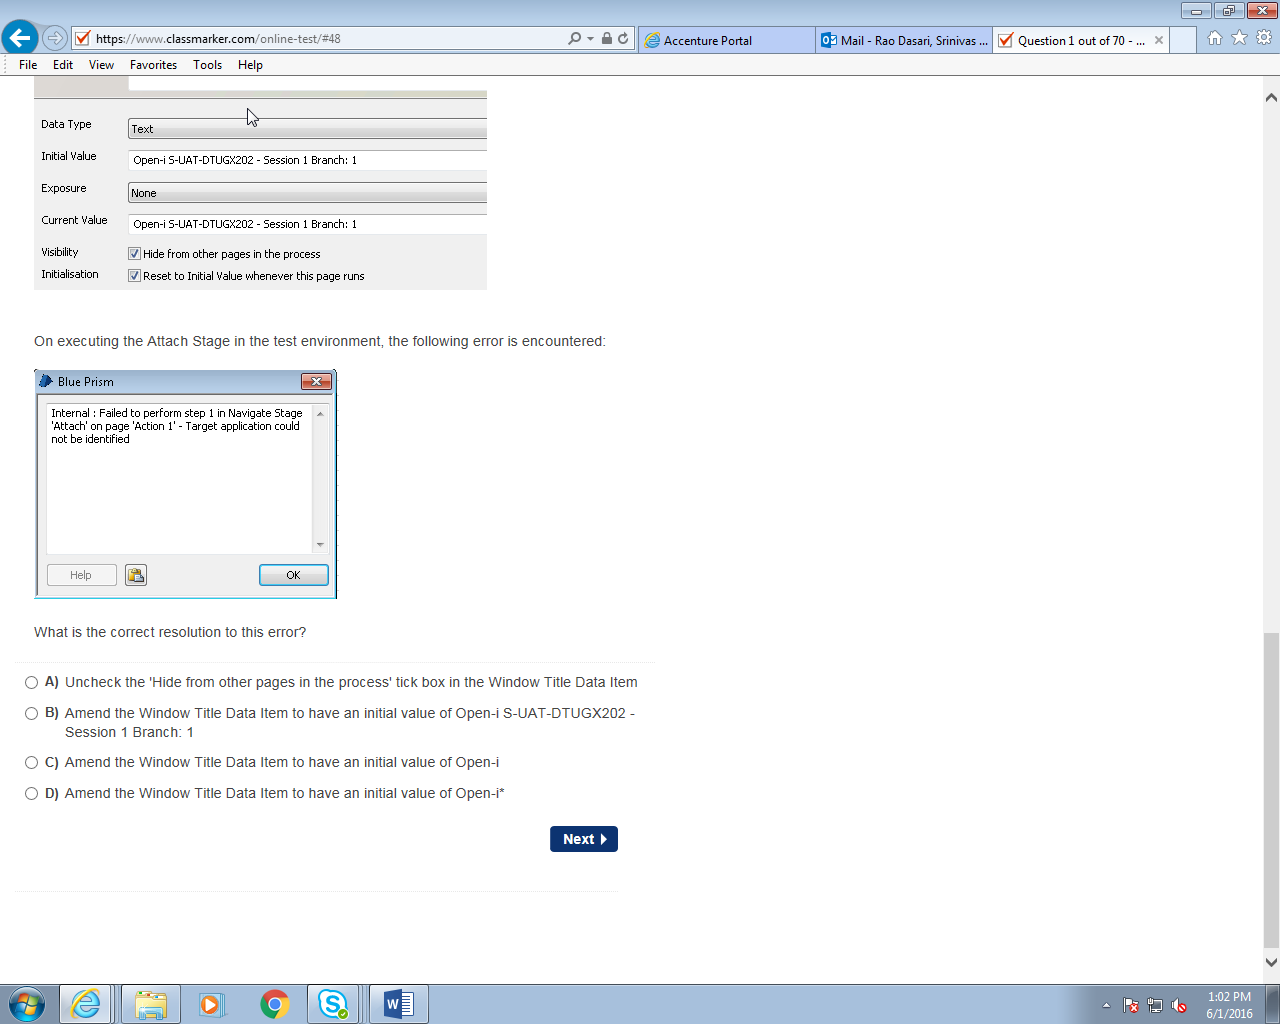 https://www.classmarker.com/online-test/#48
Accenture Portal
Mail - Rao Dasari, Srinivas ...
Question 1 out of 70 - ...
File Edit View Favorites Tools Help
Data Type
Text
Initial Value
Open-i S-UAT-DTUGX202 - Session 1 Branch: 1
Exposure
None
Current Value
Open-i S-UAT-DTUGX202 - Session 1 Branch: 1
Visibility
Hide from other pages in the process
Initialisation
Reset to Initial Value whenever this page runs
On executing the Attach Stage in the test environment, the following error is encountered:
Blue Prism
Internal : Failed to perform step 1 in Navigate Stage
'Attach' on page 'Action 1' - Target application could
not be identified
Help
OK
What is the correct resolution to this error?
A) Uncheck the 'Hide from other pages in the process' tick box in the Window Title Data Item
B) Amend the Window Title Data Item to have an initial value of Open-i S-UAT-DTUGX202 -
Session 1 Branch: 1
C) Amend the Window Title Data Item to have an initial value of Open-i
D) Amend the Window Title Data Item to have an initial value of Open-i*
Next
1:02 PM
6/1/2016